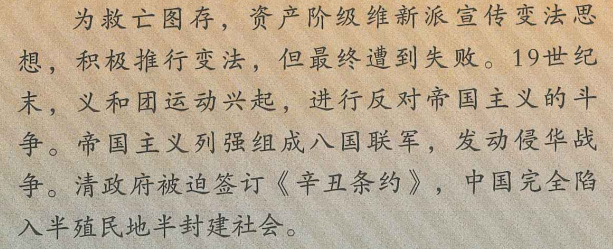 为救亡图存，资产阶级维新派宣传变法思
想，积极推行变法，但最终遭到失败。19世纪
末，义和团运动兴起，进行反对帝国主义的斗
争。帝国主义列强组成八国联军，发动侵华战
争。清政府被迫签订《辛丑条约》，中国完全陷
入半殖民地半封建社会。